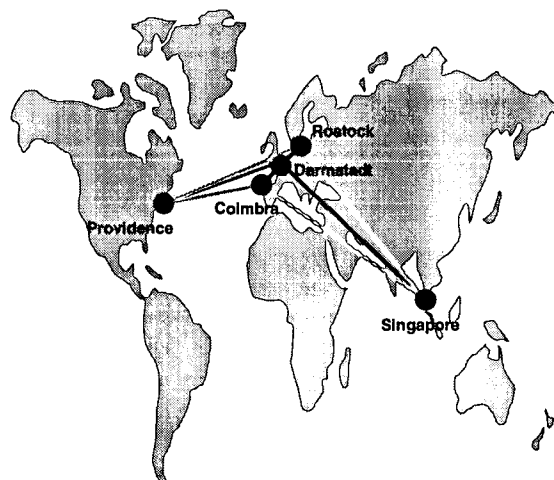 Rostock
Darmstadt
Coimbra
Providence
Singapore